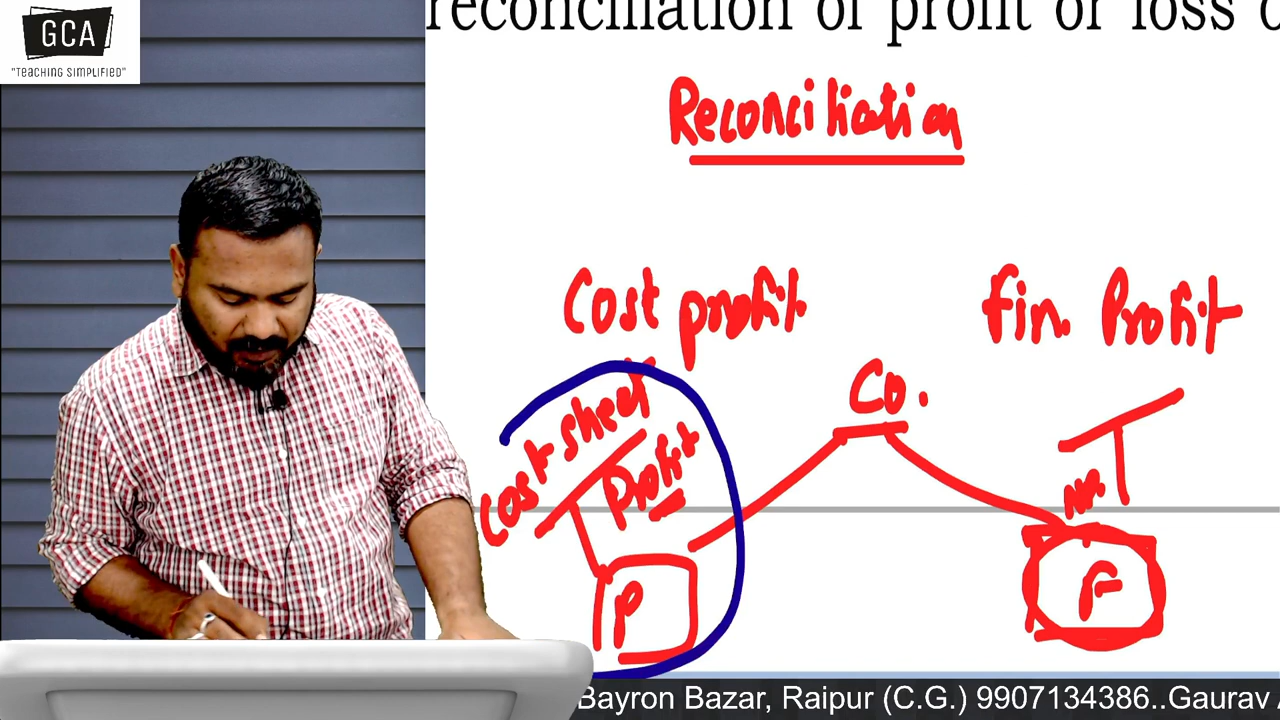 GCA
"TEACHING SIMPLIFIED"
reconciliation of profit or loss
Reconciliation
Cost profit
fin. Profit
Co.
Cost sheet
Profit
P
F
Bayron Bazar, Raipur (C.G.) 9907134386..Gaurav